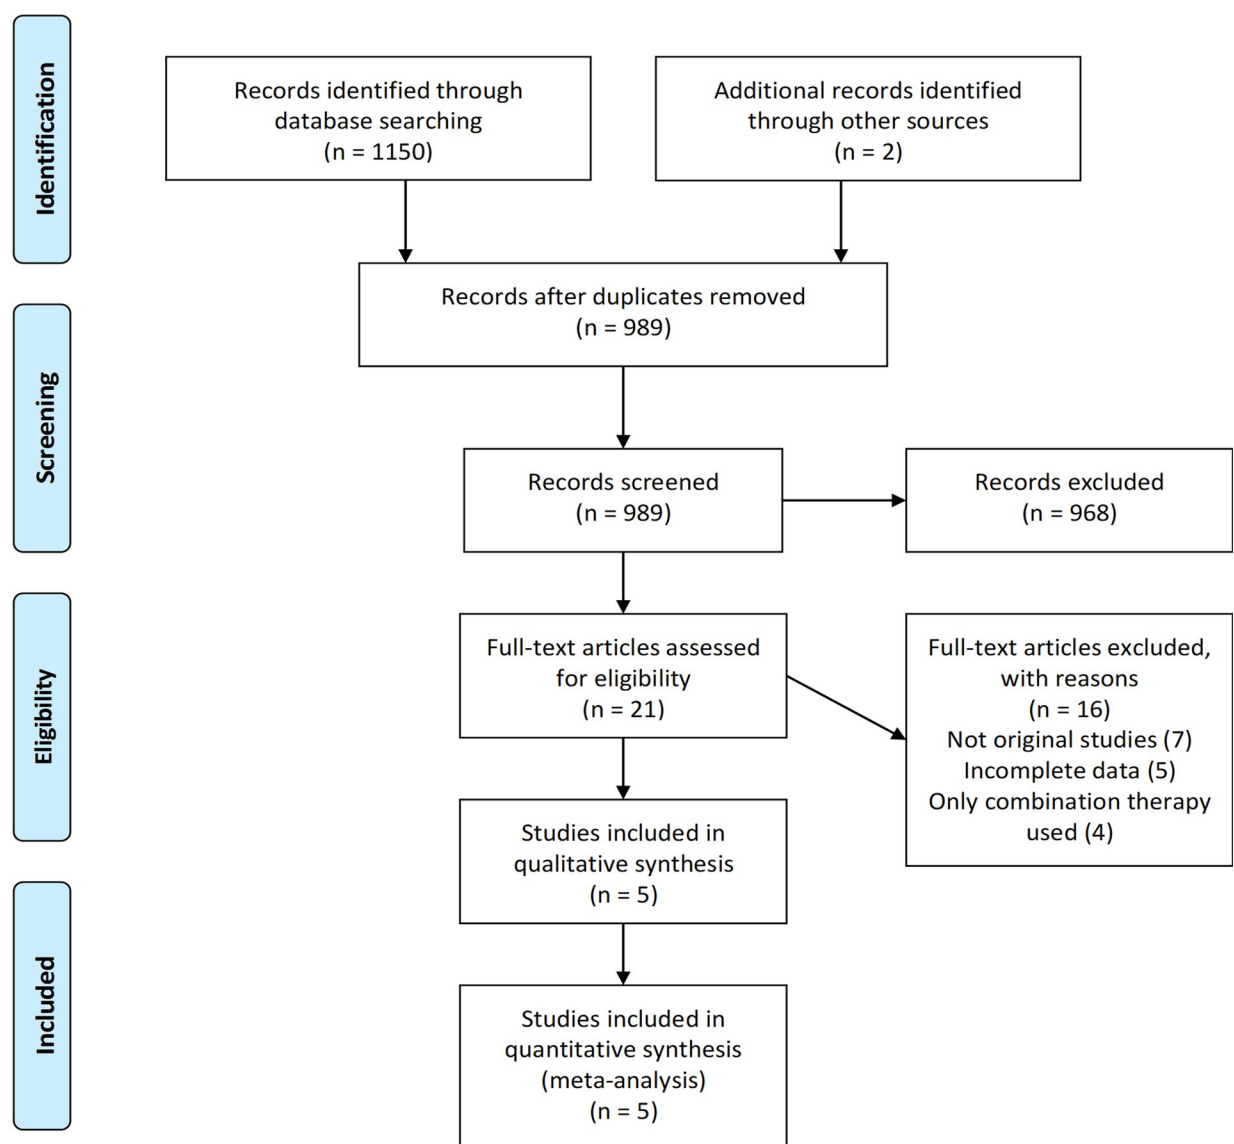 Identification
Records identified through
database searching
(n = 1150)
Additional records identified
through other sources
(n = 2)
Records after duplicates removed
(n = 989)
Screening
Records screened
(n = 989)
Records excluded
(n = 968)
Eligibility
Full-text articles assessed
for eligibility
(n = 21)
Full-text articles excluded,
with reasons
(n = 16)
Not original studies (7)
Incomplete data (5)
Only combination therapy
used (4)
Studies included in
qualitative synthesis
(n = 5)
Included
Studies included in
quantitative synthesis
(meta-analysis)
(n = 5)